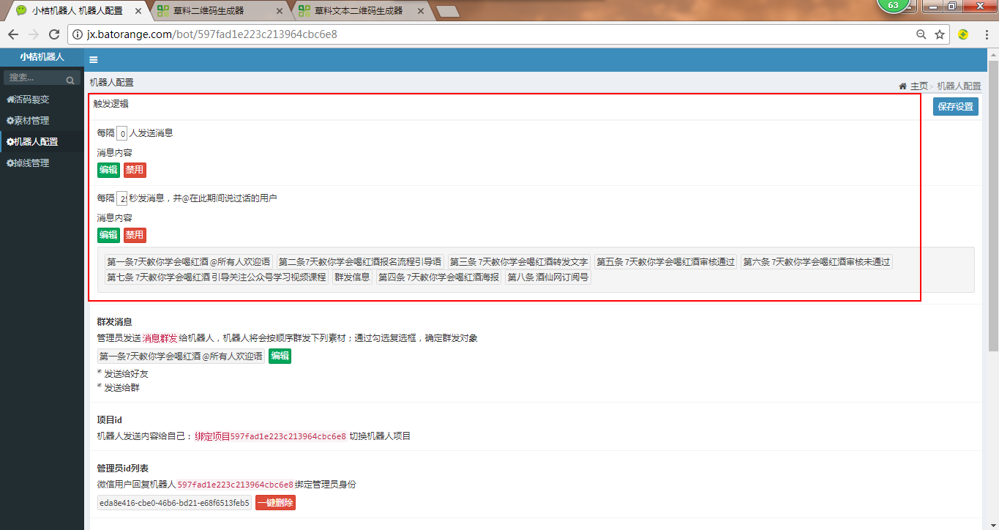 小桔机器人 机器人配置
草料二维码生成器
草料文本二维码生成器
63
jx.batorange.com/bot/597fad1e223c213964cbc6e8
小桔机器人
搜索...
活码裂变
素材管理
机器人配置
掉线管理
机器人配置
主页 > 机器人配置
触发逻辑
保存设置
每隔 0 人发送消息
消息内容
编辑 禁用
每隔 2 秒发消息，并@在此期间说过话的用户
消息内容
编辑 禁用
第一条7天教你学会喝红酒 @所有人欢迎语 第二条7天教你学会喝红酒报名流程引导语 第三条 7天教你学会喝红酒转发文字 第五条 7天教你学会喝红酒审核通过 第六条 7天教你学会喝红酒审核未通过
第七条 7天教你学会喝红酒 引导关注公众号学习视频课程 群发信息 第四条 7天教你学会喝红酒海报 第八条 酒仙网订阅号
群发消息
管理员发送 消息群发 给机器人，机器人将会按顺序群发下列素材；通过勾选复选框，确定群发对象
第一条7天教你学会喝红酒 @所有人欢迎语 编辑
发送给好友
发送给群
项目id
机器人发送内容给自己： 绑定项目597fad1e223c213964cbc6e8 切换机器人项目
管理员id列表
微信用户回复机器人 597fad1e223c213964cbc6e8 绑定管理员身份
eda8e416-cbe0-46b6-bd21-e68f6513feb5 一键删除